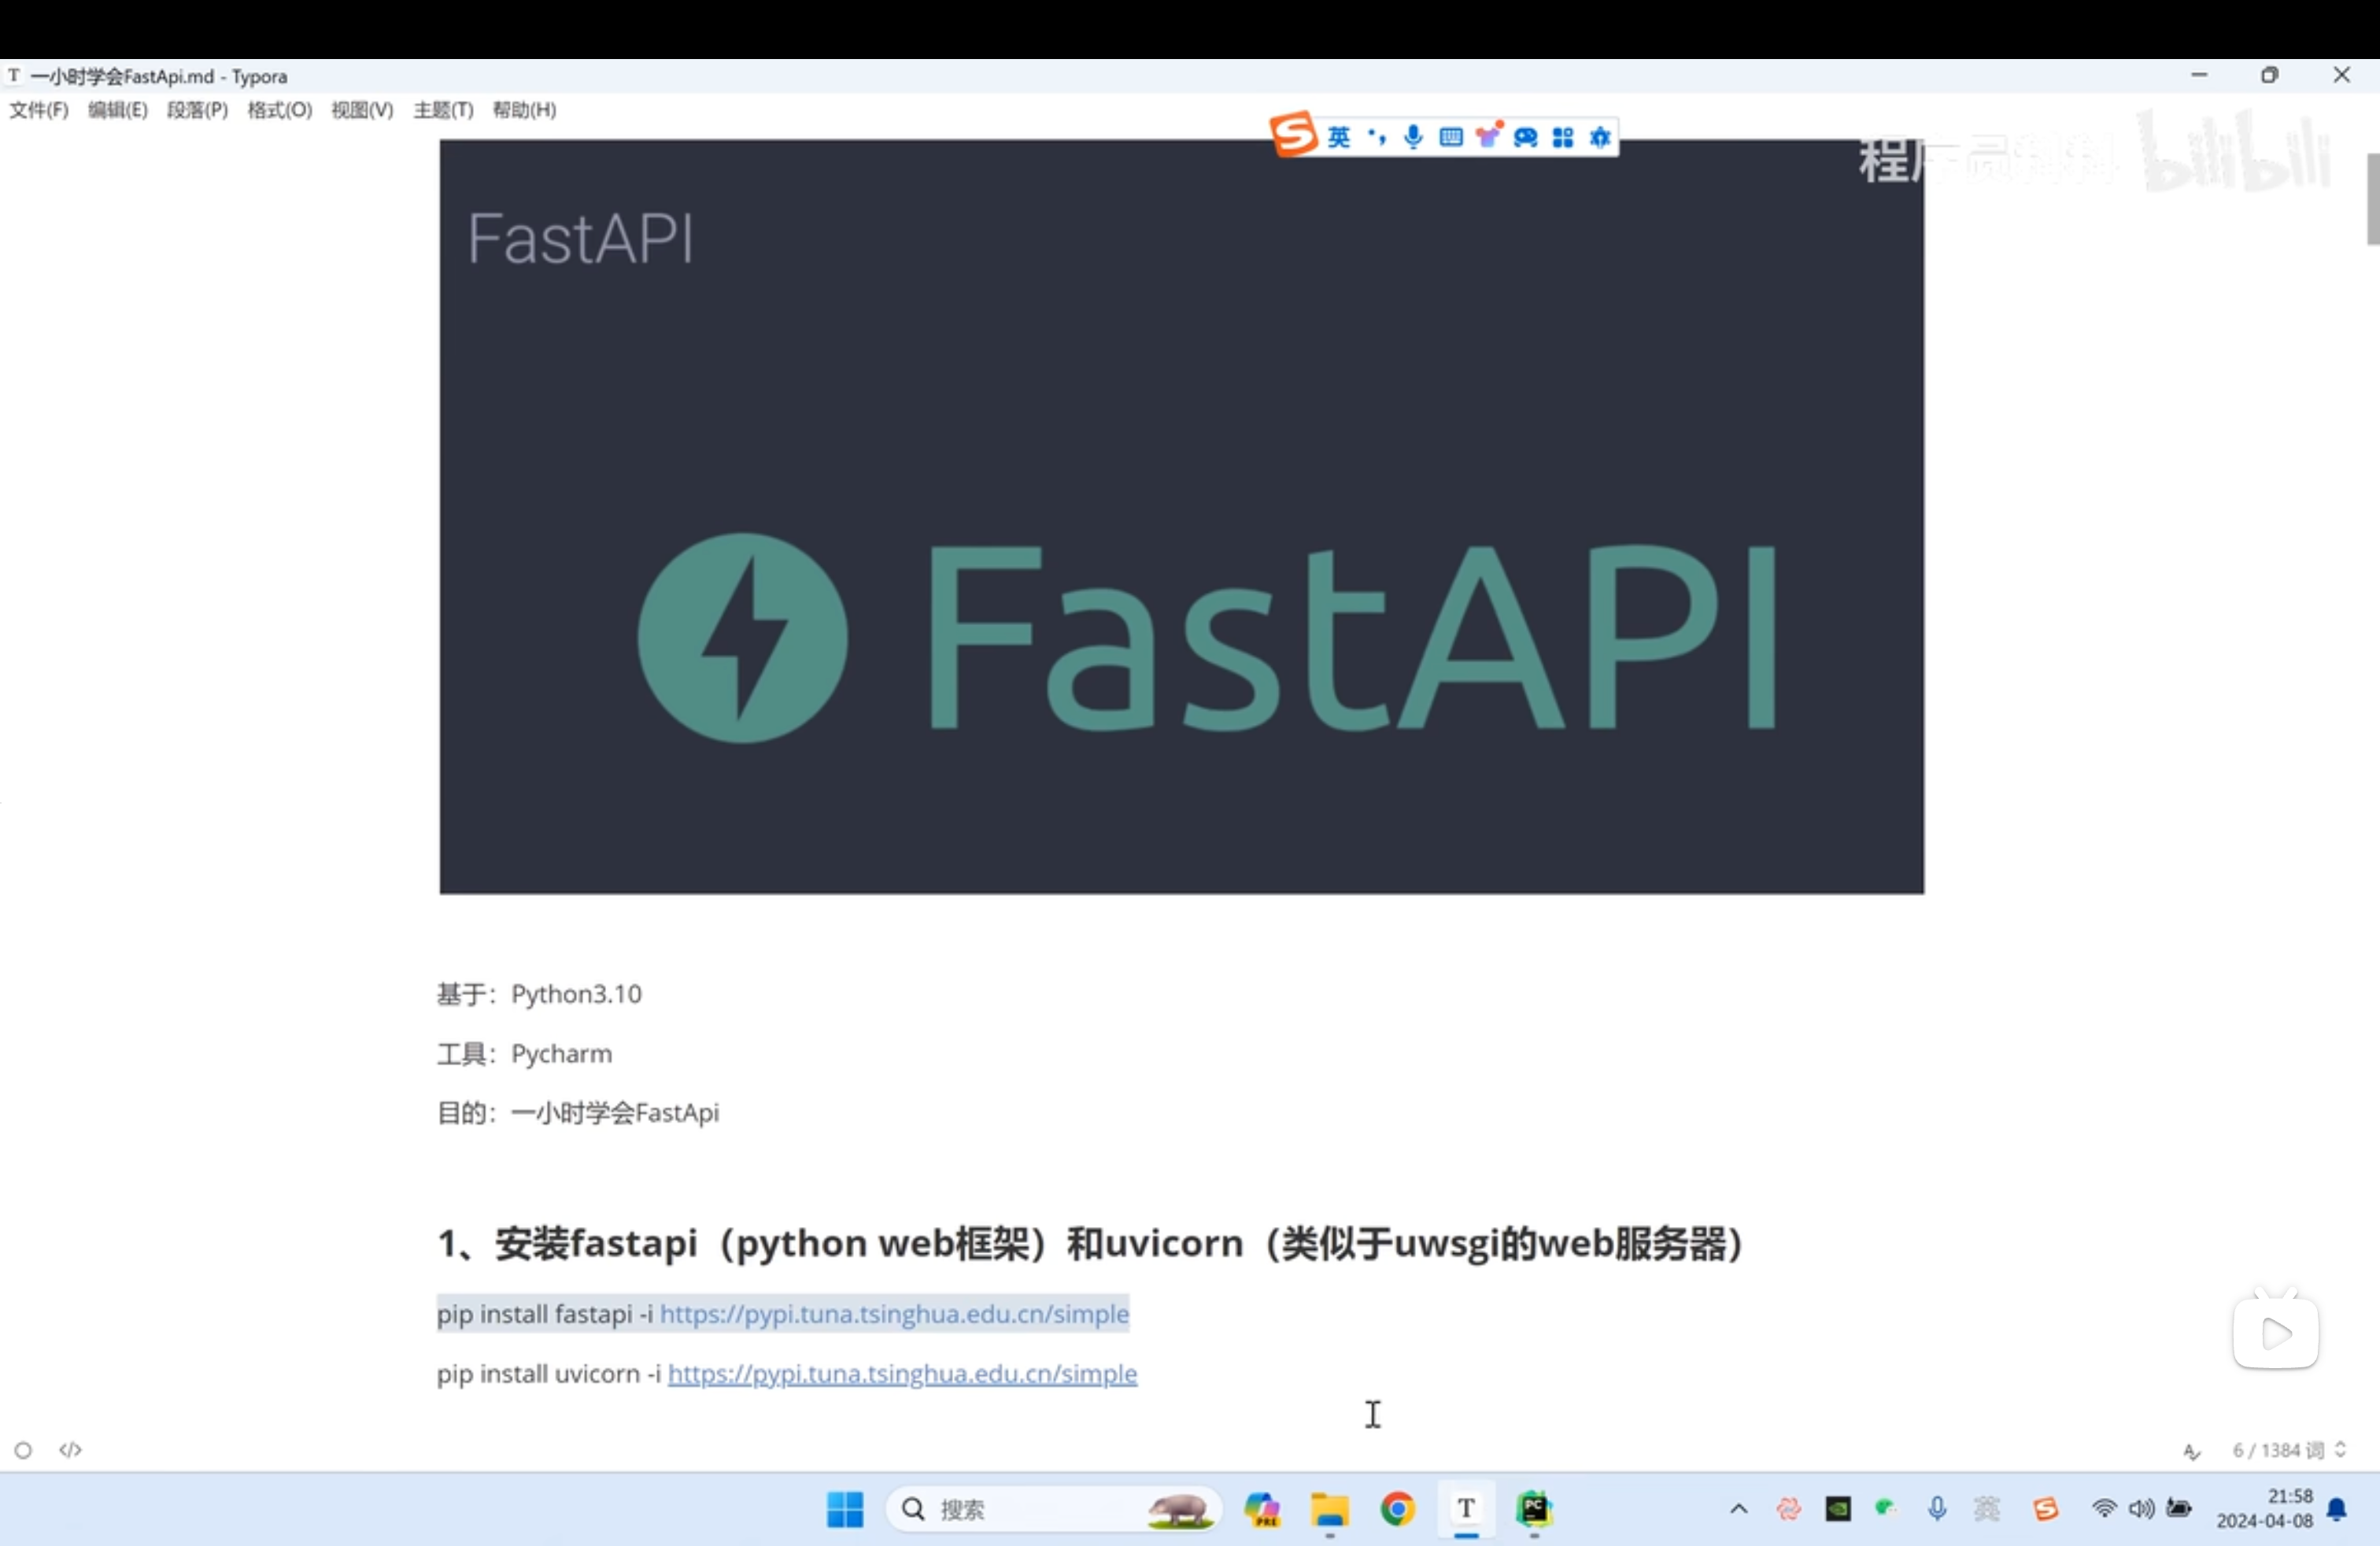 一小时学会FastApi.md - Typora
文件(F) 编辑(E) 段落(P) 格式(O) 视图(V) 主题(T) 帮助(H)
英
程序员科科 bilibili
FastAPI
FastAPI
基于：Python3.10
工具：Pycharm
目的：一小时学会FastApi
1、安装fastapi（python web框架）和uvicorn（类似于uwsgi的web服务器）
pip install fastapi -i https://pypi.tuna.tsinghua.edu.cn/simple
pip install uvicorn -i https://pypi.tuna.tsinghua.edu.cn/simple
6 / 1384 词
搜索
PRE
T
PC
英
21:58
2024-04-08